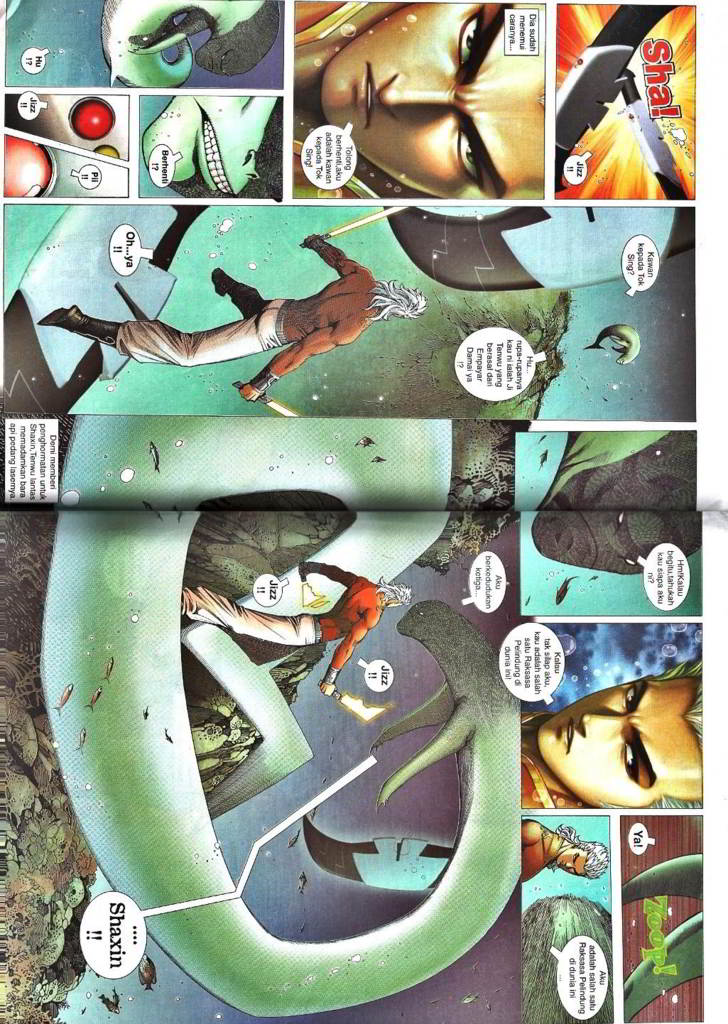 Sha!
Jizz
!!
Dia sudah
menemui
caranya...
Tolong
berhenti,aku
adalah kawan
kepada Tok
Sing!
Hu
!?
Berhenti
!?
Jizz
!!
Pii
!!
Kawan
kepada Tok
Sing?
Hu...
rupa-rupanya
kau ni ialah Ji
Tenwu yang
berasal dari
Empayar
Damai ya
!?
Oh...ya
!!
Demi memberi
penghormatan untuk
Shaxin,Tenwu lantas
memadamkan bara
api pedang lasernya
Hm!Kalau
begitu,tahukah
kau siapa aku
ni?
Kalau
tak silap aku,
kau adalah salah
satu Raksasa
Pelindung di
dunia ini!
Ya!
Zoop!
Aku
adalah salah satu
Raksasa Pelindung
di dunia ini
Aku
berkedudukan
ketiga...
Jizz
!!
Jizz
!!
....
Shaxin
!!